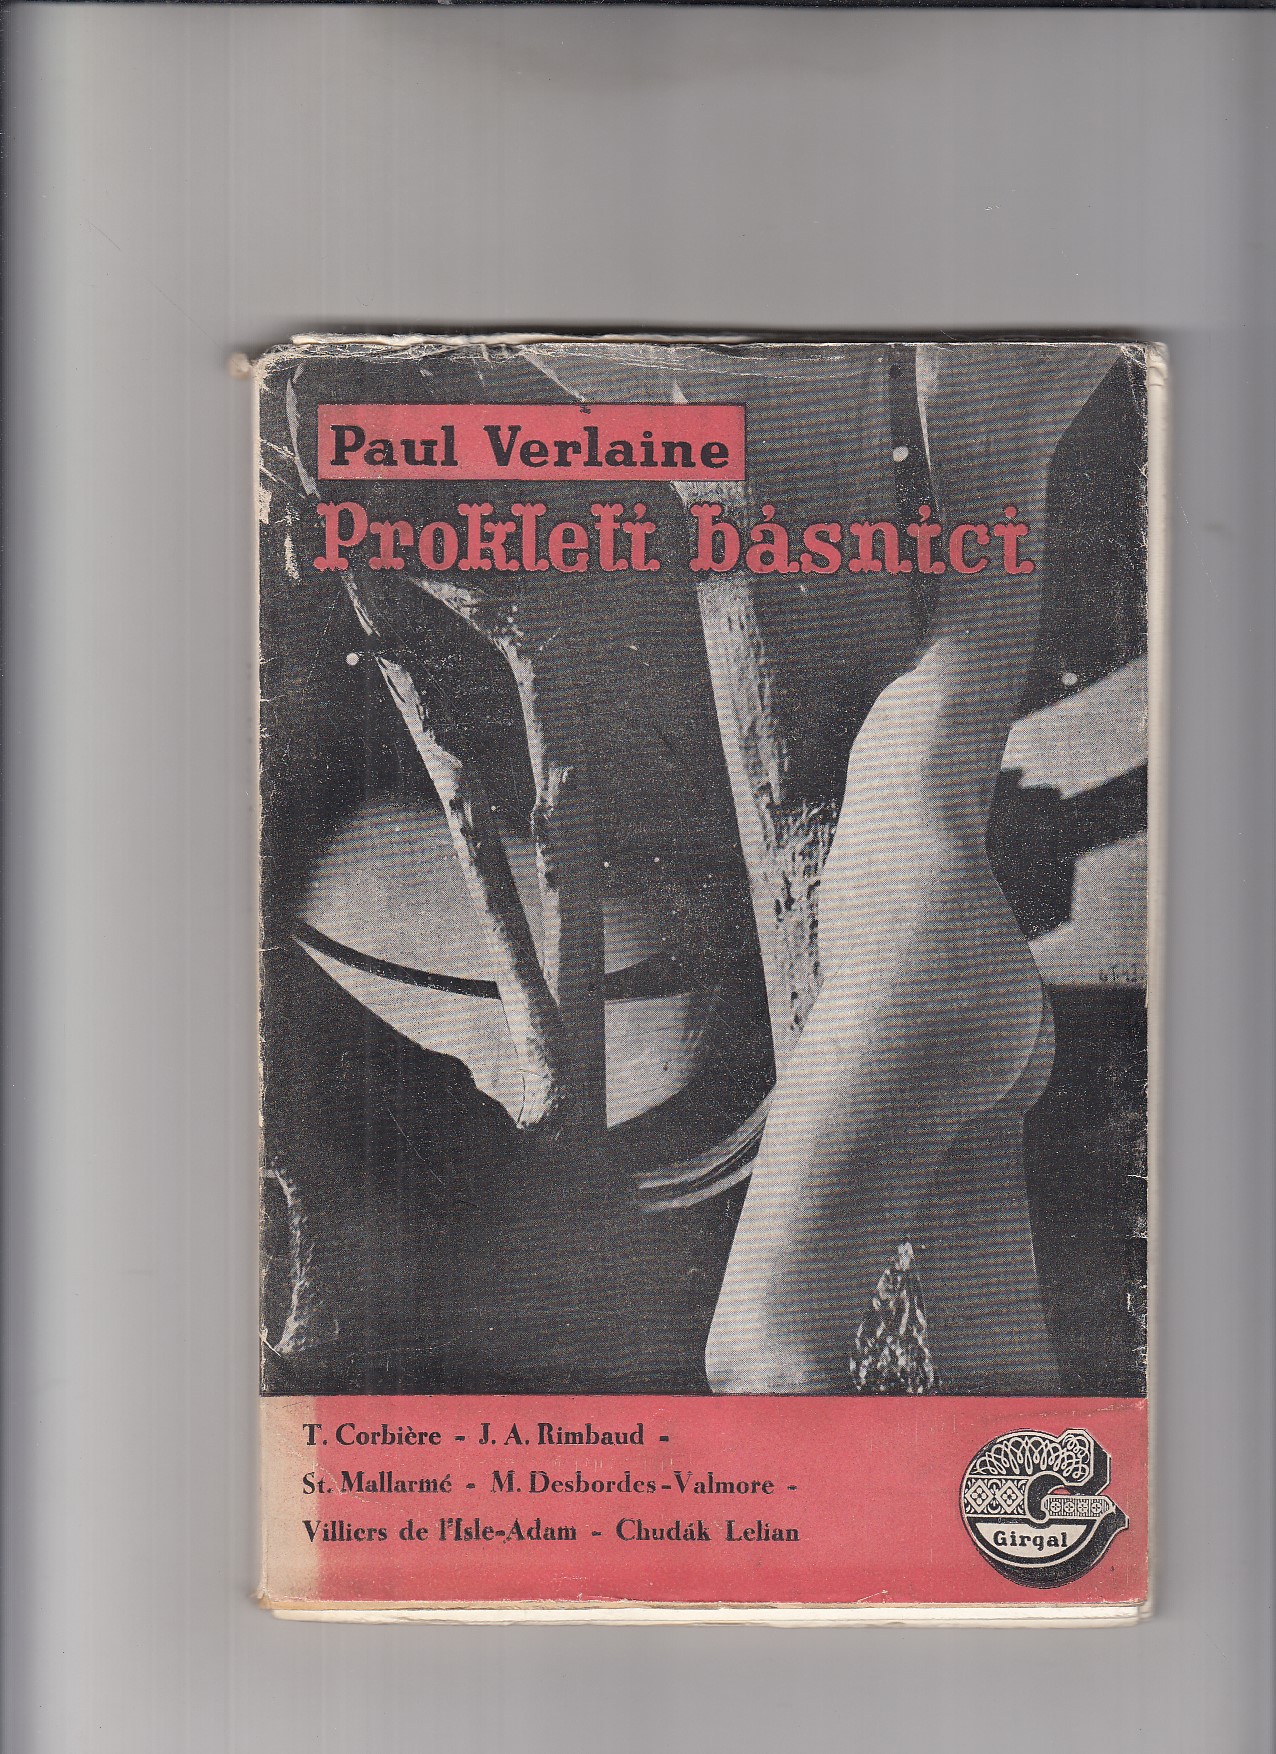 Paul Verlaine
Prokletí básníci
T. Corbière - J. A. Rimbaud -
St. Mallarmé - M. Desbordes-Valmore -
Villiers de l'Isle-Adam - Chudák Lelian
Girgal